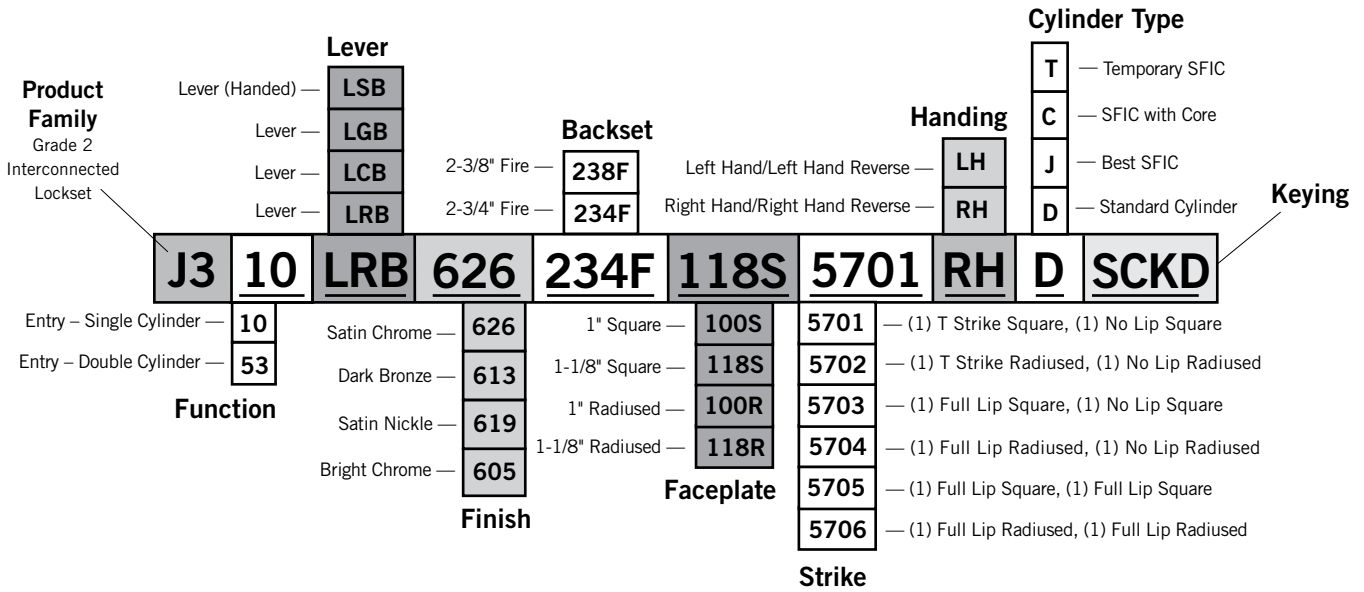 Cylinder Type
T — Temporary SFIC
C — SFIC with Core
J — Best SFIC
D — Standard Cylinder
Lever
Lever (Handed) — LSB
Lever — LGB
Lever — LCB
Lever — LRB
Product
Family
Grade 2
Interconnected
Lockset
Backset
2-3/8" Fire — 238F
2-3/4" Fire — 234F
Handing
Left Hand/Left Hand Reverse — LH
Right Hand/Right Hand Reverse — RH
Keying
J3 10 LRB 626 234F 118S 5701 RH D SCKD
Entry – Single Cylinder — 10
Entry – Double Cylinder — 53
Function
Satin Chrome — 626
Dark Bronze — 613
Satin Nickle — 619
Bright Chrome — 605
Finish
1" Square — 100S
1-1/8" Square — 118S
1" Radiused — 100R
1-1/8" Radiused — 118R
Faceplate
5701 — (1) T Strike Square, (1) No Lip Square
5702 — (1) T Strike Radiused, (1) No Lip Radiused
5703 — (1) Full Lip Square, (1) No Lip Square
5704 — (1) Full Lip Radiused, (1) No Lip Radiused
5705 — (1) Full Lip Square, (1) Full Lip Square
5706 — (1) Full Lip Radiused, (1) Full Lip Radiused
Strike